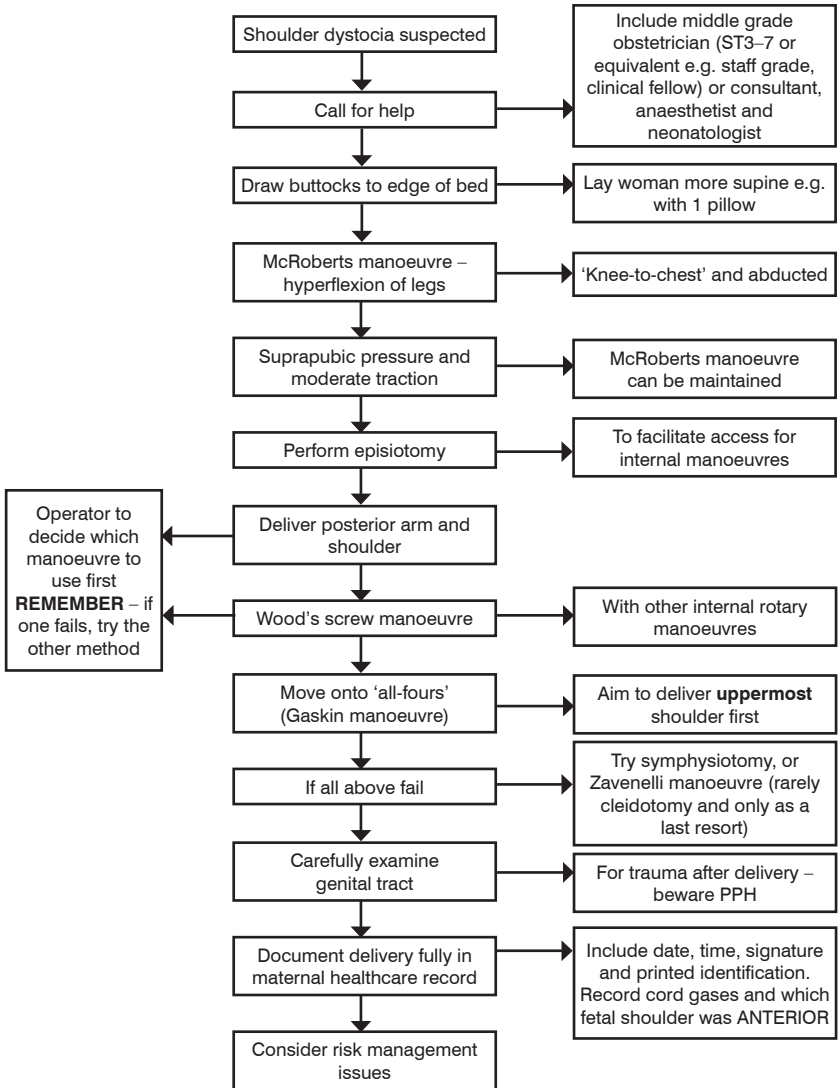 Shoulder dystocia suspected
Include middle grade
obstetrician (ST3–7 or
equivalent e.g. staff grade,
clinical fellow) or consultant,
anaesthetist and
neonatologist
Call for help
Draw buttocks to edge of bed
Lay woman more supine e.g.
with 1 pillow
McRoberts manoeuvre –
hyperflexion of legs
‘Knee-to-chest’ and abducted
Suprapubic pressure and
moderate traction
McRoberts manoeuvre
can be maintained
Perform episiotomy
To facilitate access for
internal manoeuvres
Operator to
decide which
manoeuvre to
use first
REMEMBER – if
one fails, try the
other method
Deliver posterior arm and
shoulder
Wood’s screw manoeuvre
With other internal rotary
manoeuvres
Move onto ‘all-fours’
(Gaskin manoeuvre)
Aim to deliver uppermost
shoulder first
If all above fail
Try symphysiotomy, or
Zavenelli manoeuvre (rarely
cleidotomy and only as a
last resort)
Carefully examine
genital tract
For trauma after delivery –
beware PPH
Document delivery fully in
maternal healthcare record
Include date, time, signature
and printed identification.
Record cord gases and which
fetal shoulder was ANTERIOR
Consider risk management
issues